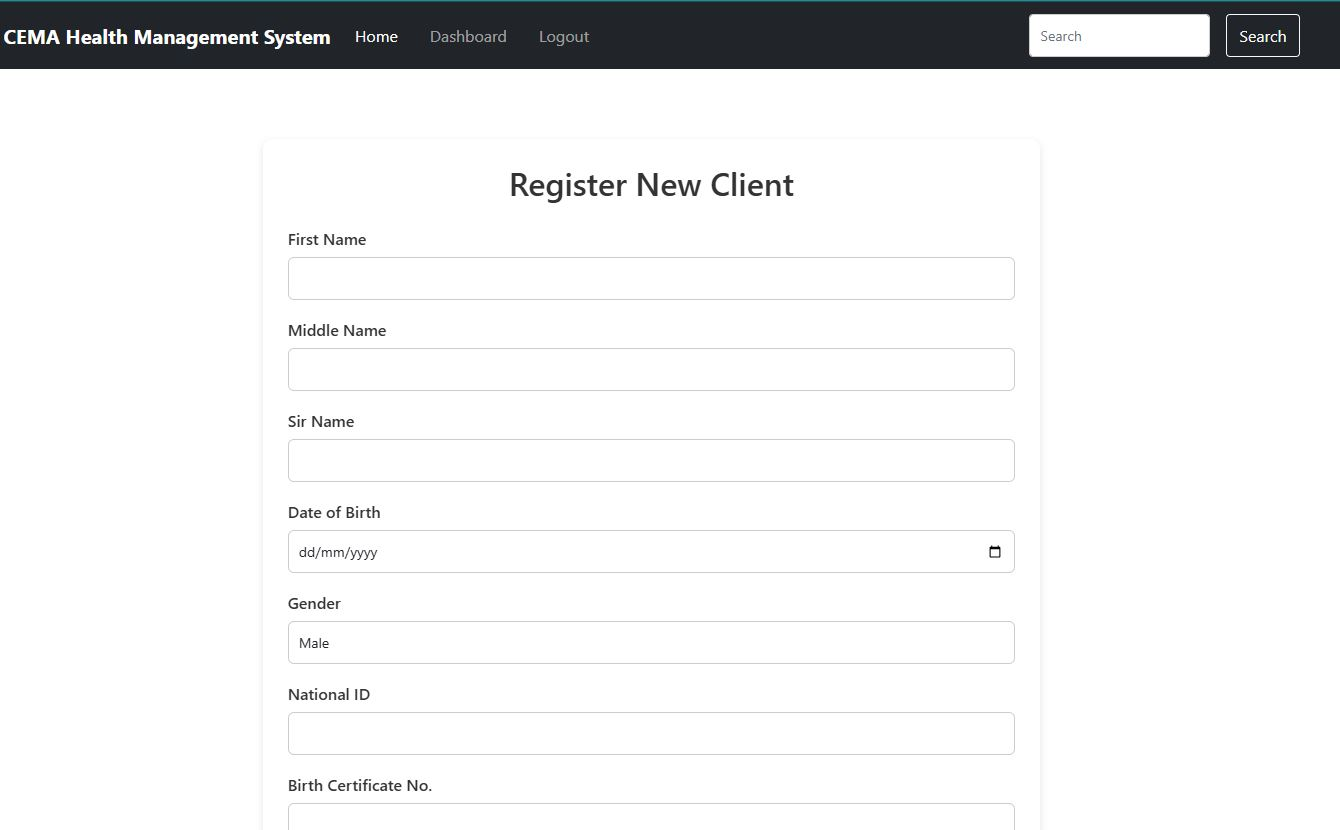 CEMA Health Management System Home Dashboard Logout Search Search
Register New Client
First Name
Middle Name
Sir Name
Date of Birth
dd/mm/yyyy
Gender
Male
National ID
Birth Certificate No.